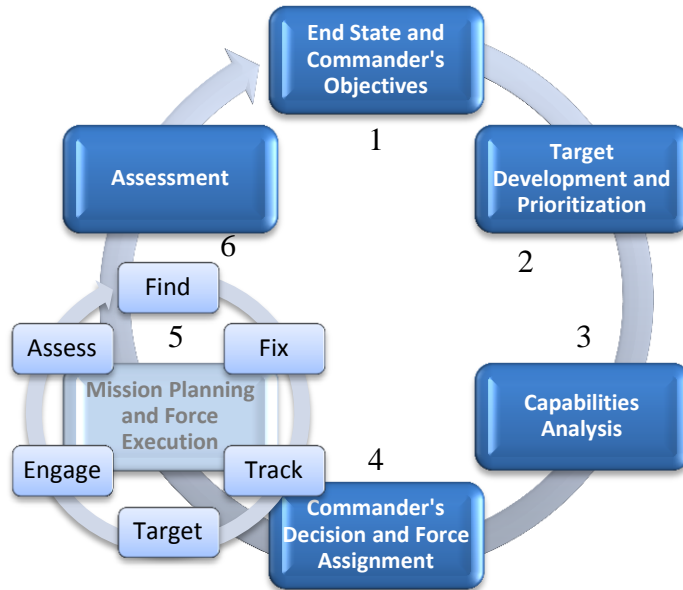 End State and
Commander's
Objectives
1
Target
Development and
Prioritization
2
3
Capabilities
Analysis
4
Commander's
Decision and Force
Assignment
5
Mission Planning
and Force
Execution
Find
Fix
Track
Target
Engage
Assess
6
Assessment